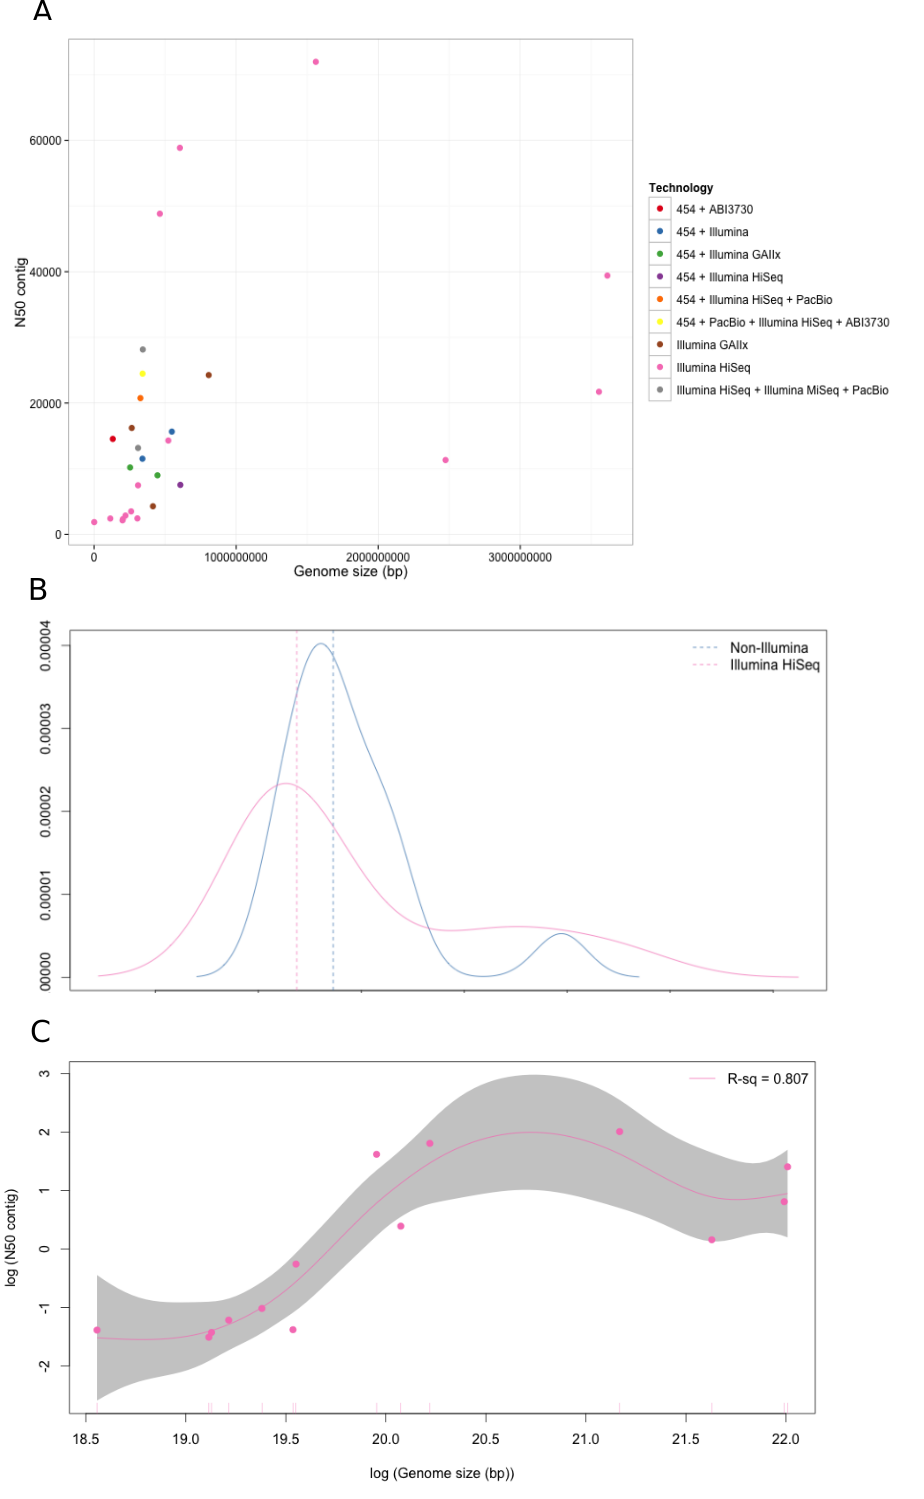 A
N50 contig
60000
40000
20000
0
0 1000000000 2000000000 3000000000
Genome size (bp)
Technology
454 + ABI3730
454 + Illumina
454 + Illumina GAIIx
454 + Illumina HiSeq
454 + Illumina HiSeq + PacBio
454 + PacBio + Illumina HiSeq + ABI3730
Illumina GAIIx
Illumina HiSeq
Illumina HiSeq + Illumina MiSeq + PacBio
B
0.00004
0.00003
0.00002
0.00001
00000
Non-Illumina
Illumina HiSeq
C
log (N50 contig)
3
2
1
0
-1
-2
R-sq = 0.807
18.5 19.0 19.5 20.0 20.5 21.0 21.5 22.0
log (Genome size (bp))